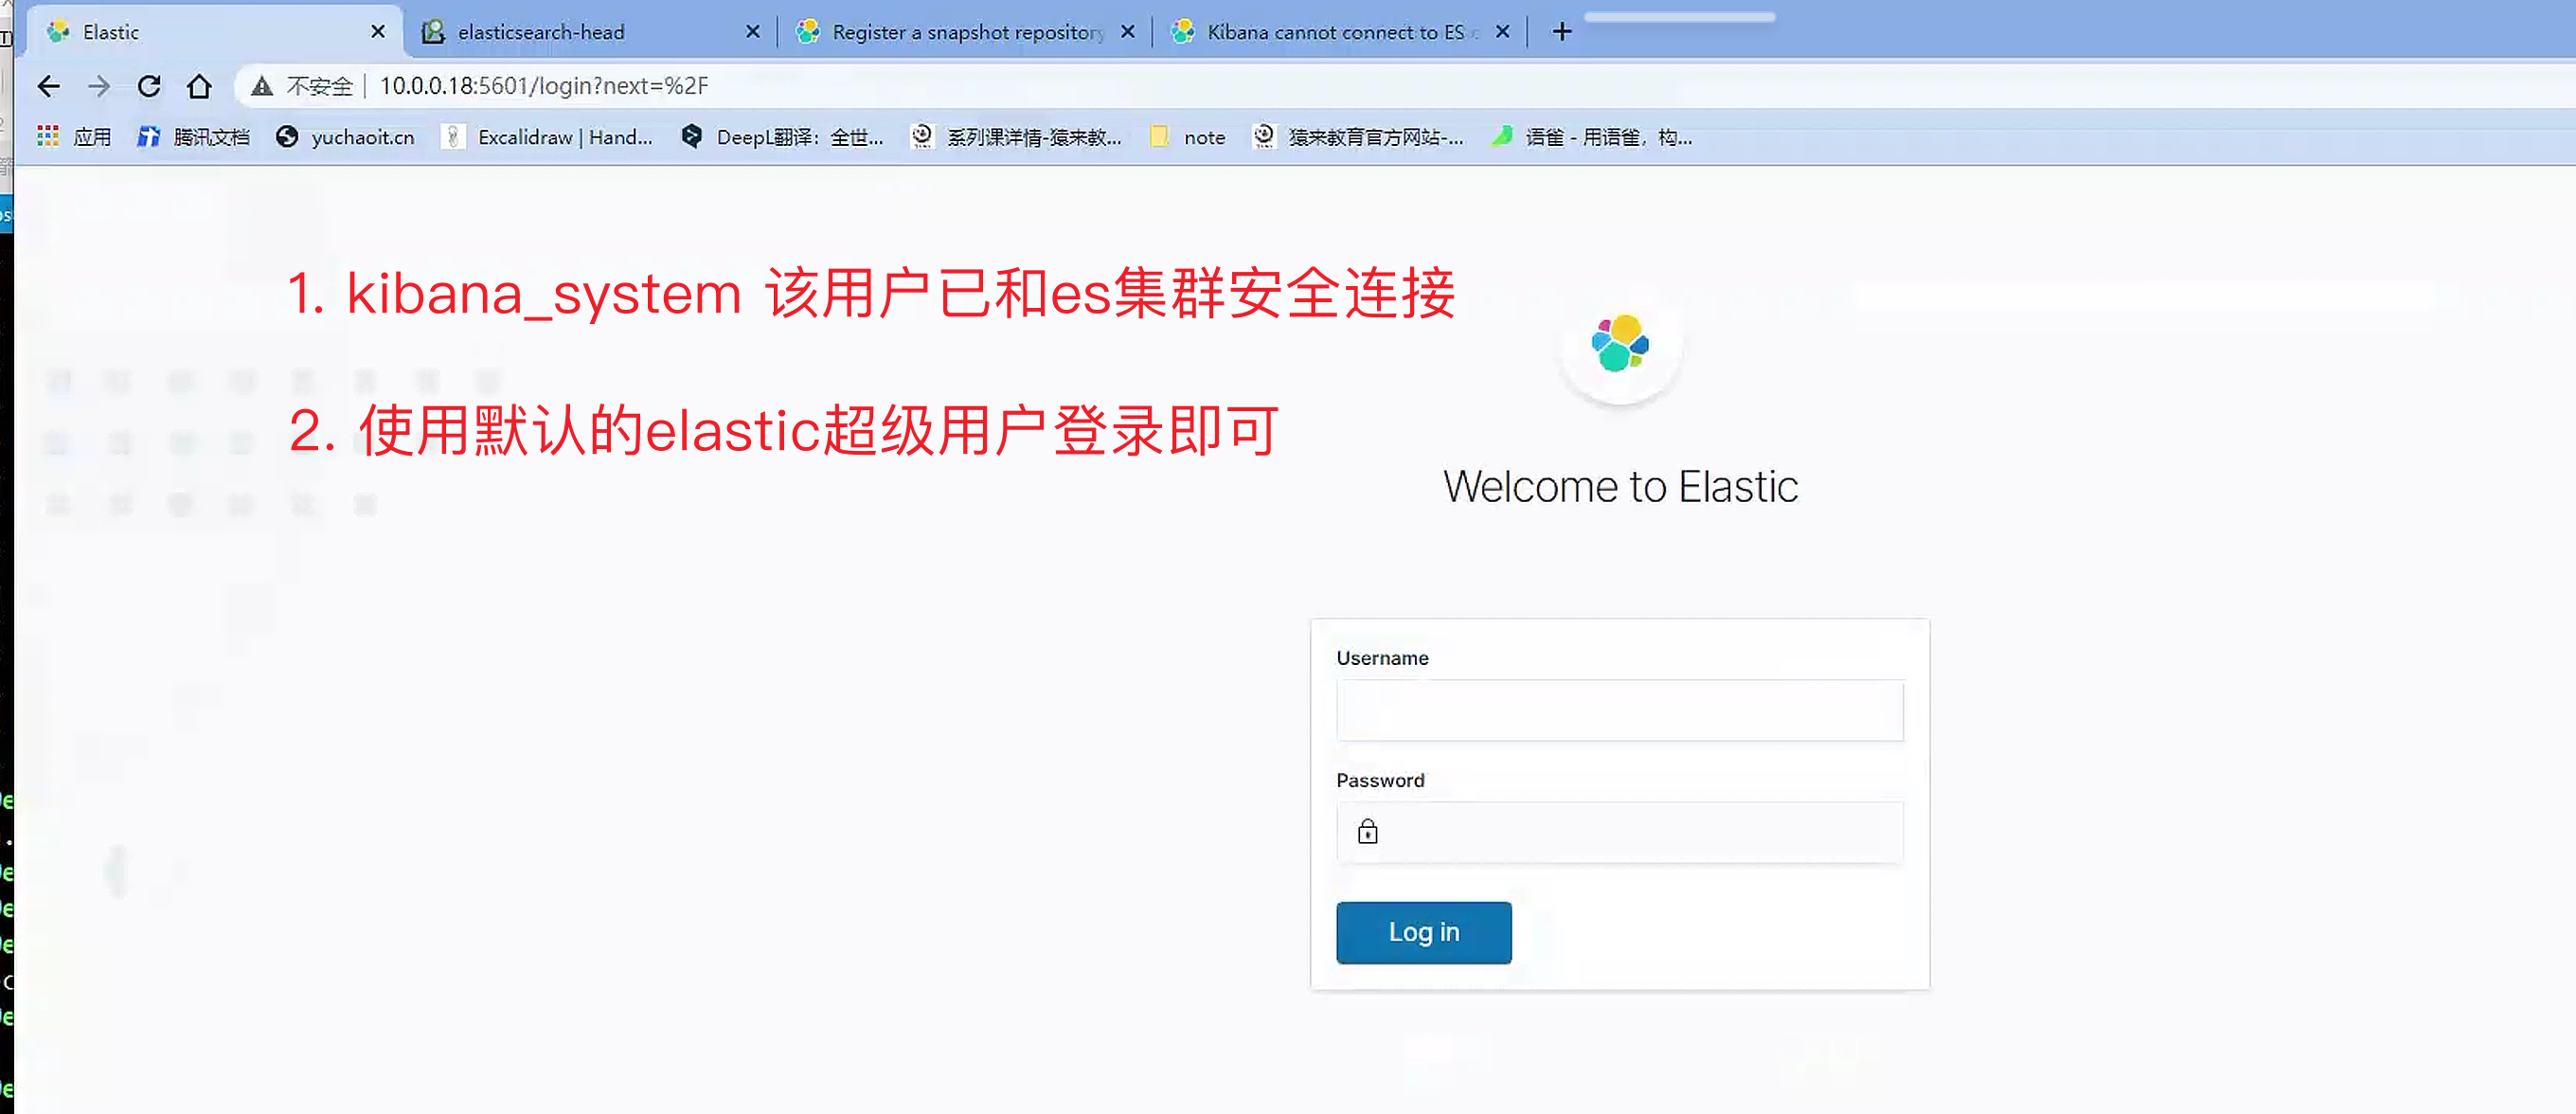 Elastic
elasticsearch-head
Register a snapshot repository
Kibana cannot connect to ES
不安全 | 10.0.0.18:5601/login?next=%2F
应用
腾讯文档
yuchaoit.cn
Excalidraw | Hand...
DeepL翻译：全世...
系列课详情-猿来教...
note
猿来教育官方网站-...
语雀 - 用语雀，构...
1. kibana_system 该用户已和es集群安全连接
2. 使用默认的elastic超级用户登录即可
Welcome to Elastic
Username
Password
Log in